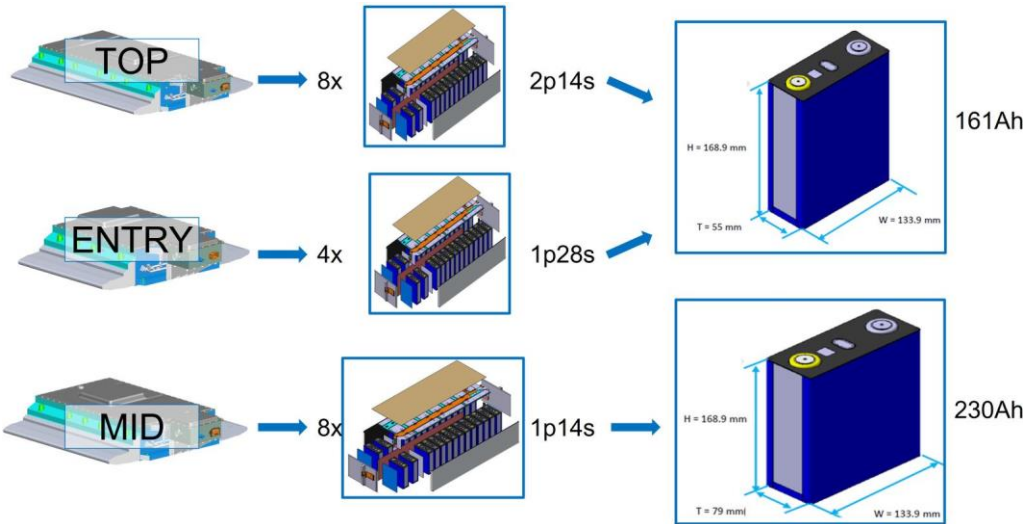 TOP
8x
2p14s
161Ah
H = 168.9 mm
T = 55 mm
W = 133.9 mm
ENTRY
4x
1p28s
MID
8x
1p14s
230Ah
H = 168.9 mm
T = 79 mm
W = 133.9 mm